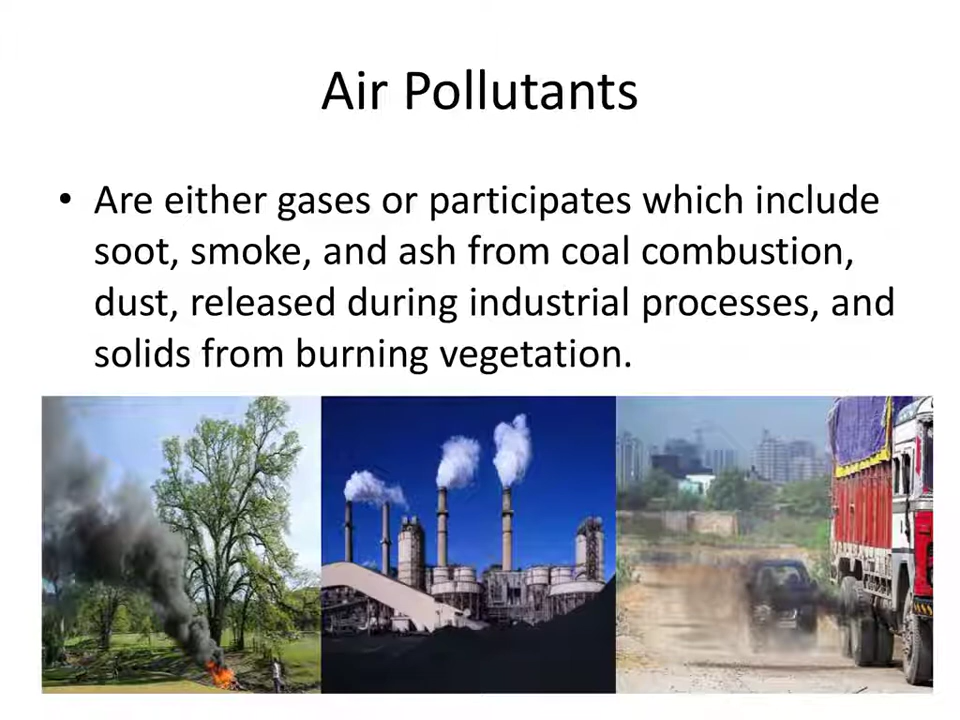 Air Pollutants
• Are either gases or participates which include
soot, smoke, and ash from coal combustion,
dust, released during industrial processes, and
solids from burning vegetation.